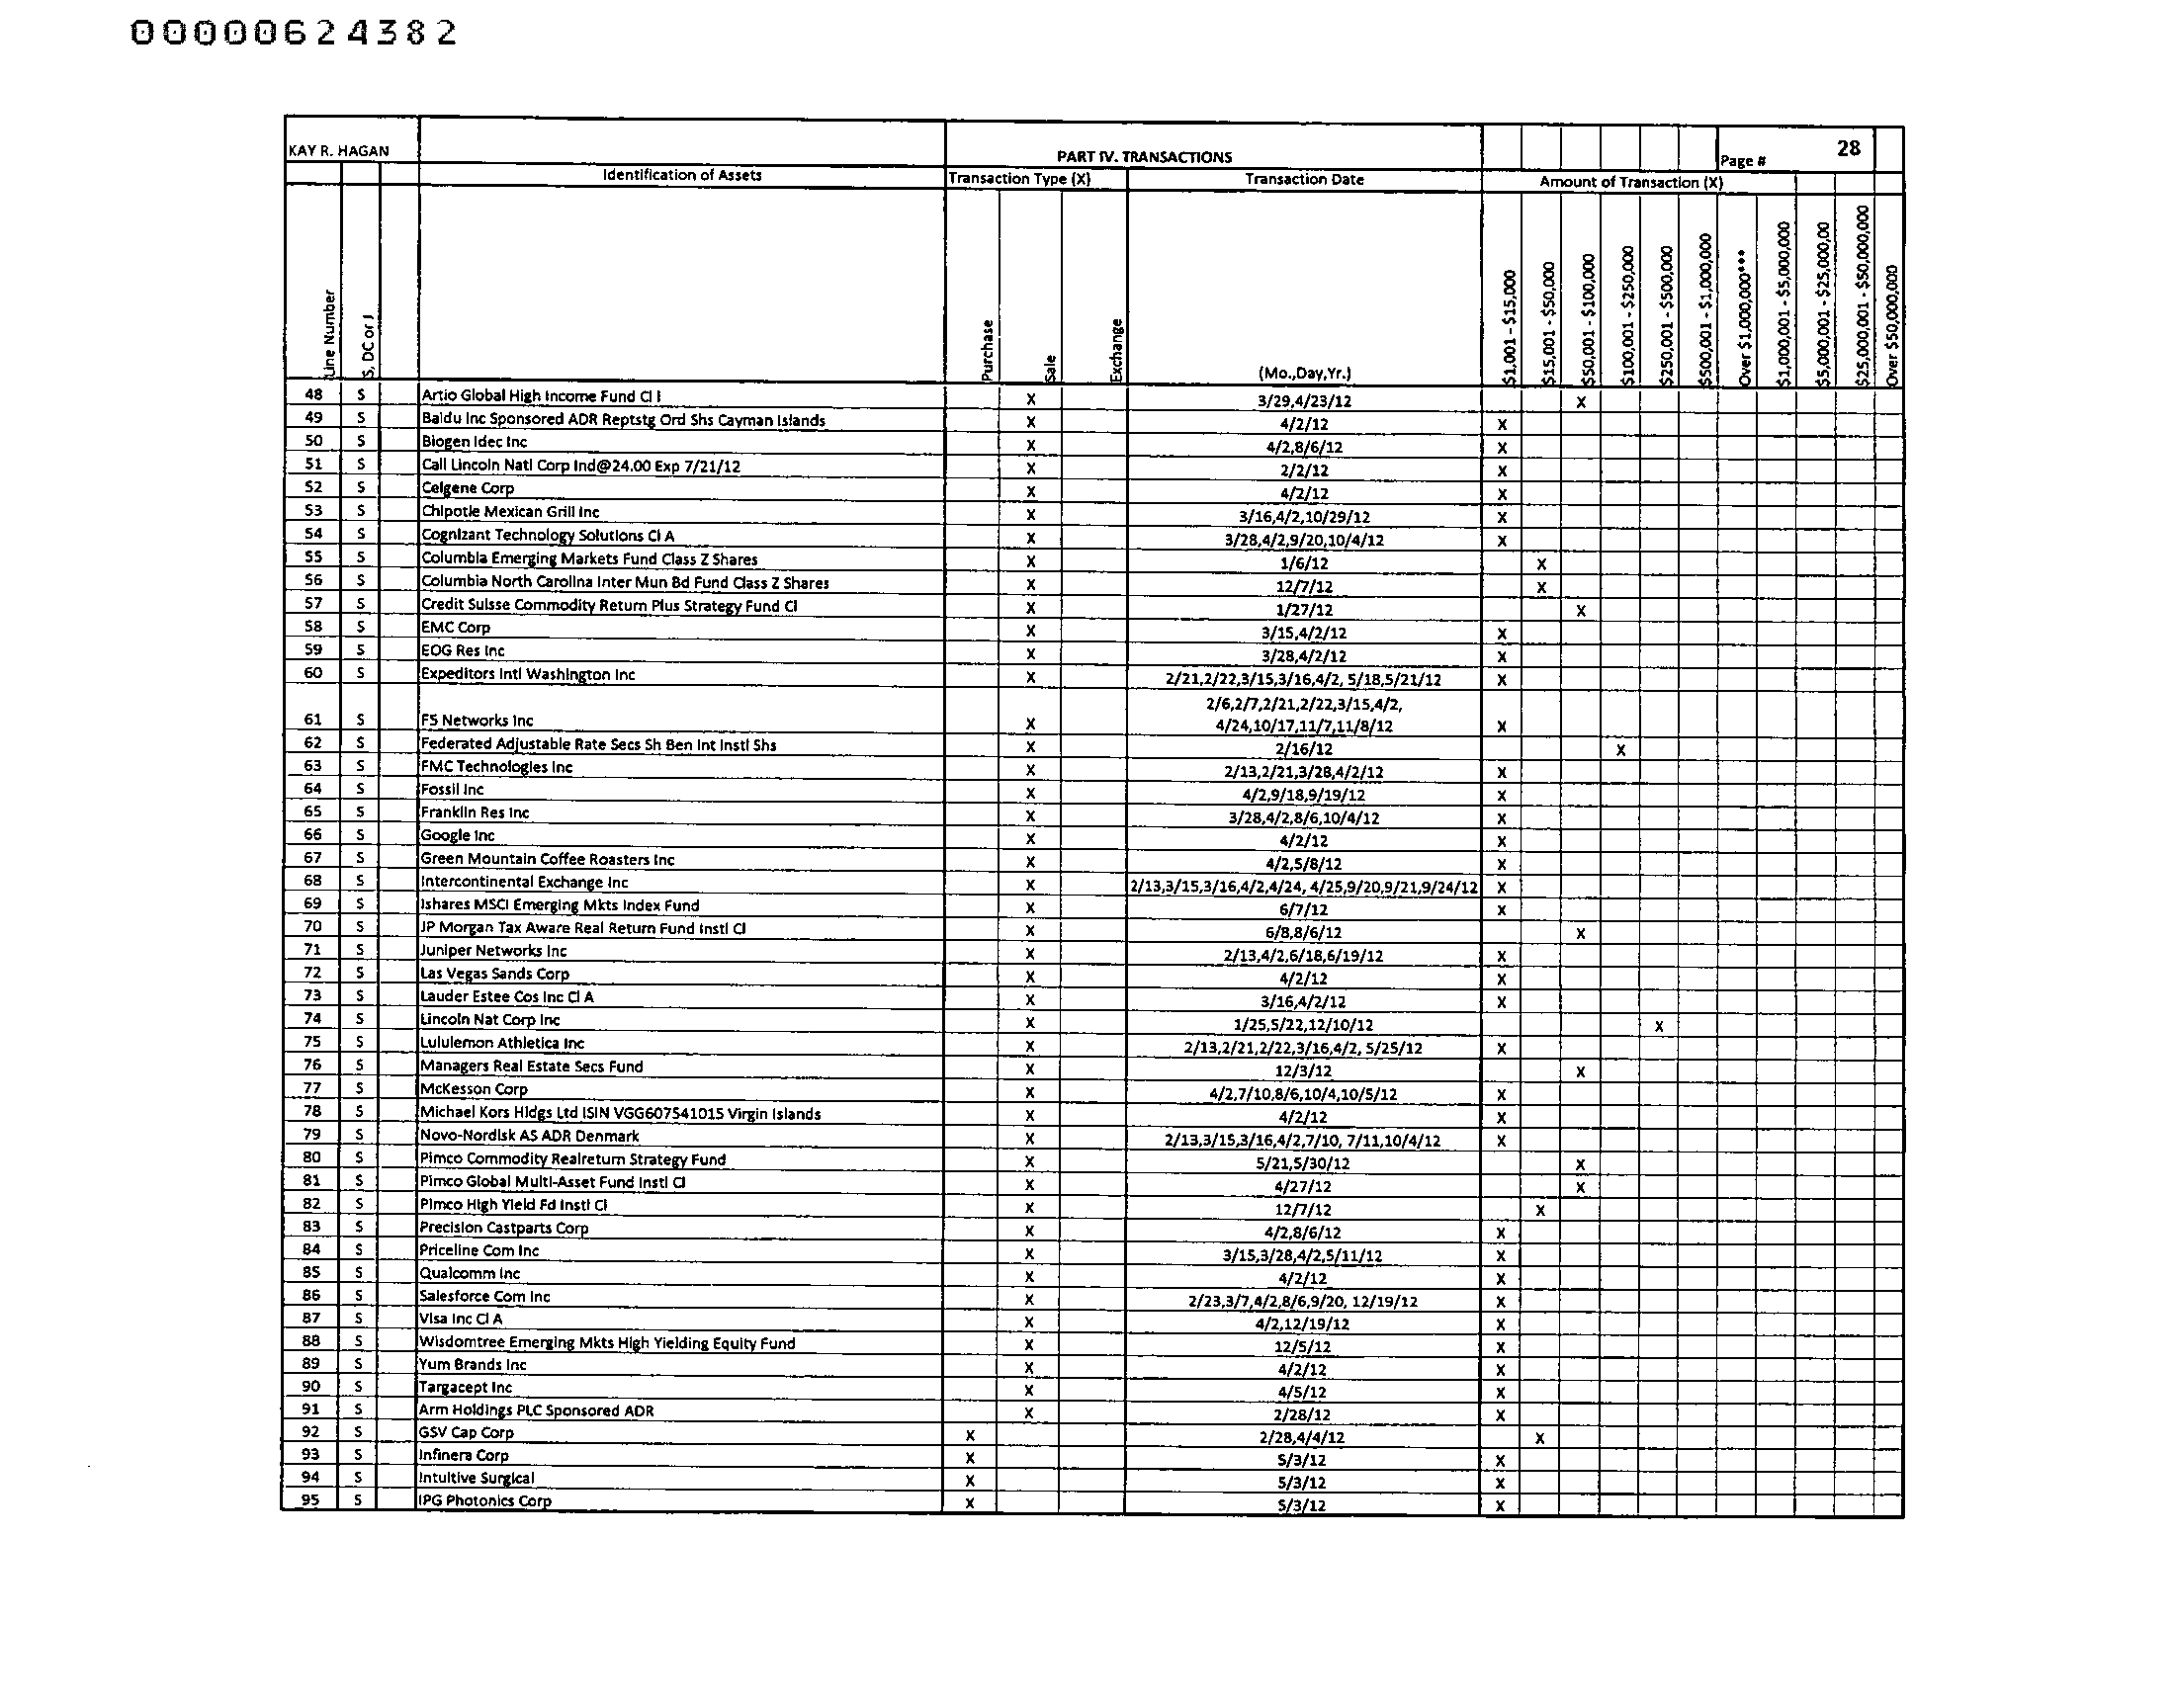 00000624382
KAY R. HAGAN PART IV. TRANSACTIONS Page # 28
Identification of Assets Transaction Type (X) Transaction Date Amount of Transaction (X)
Line Number S, DC or J Purchase Sale Exchange (Mo.,Day,Yr.) $1,001 - $15,000 $15,001 - $50,000 $50,001 - $100,000 $100,001 - $250,000 $250,001 - $500,000 $500,001 - $1,000,000 Over $1,000,000*** $1,000,001 - $5,000,000 $5,000,001 - $25,000,00 $25,000,001 - $50,000,000 Over $50,000,000
48 S Artio Global High Income Fund Cl I X 3/29,4/23/12 X
49 S Baidu Inc Sponsored ADR Reptstg Ord Shs Cayman Islands X 4/2/12 X
50 S Biogen Idec Inc X 4/2,8/6/12 X
51 S Call Lincoln Natl Corp Ind@24.00 Exp 7/21/12 X 2/2/12 X
52 S Celgene Corp X 4/2/12 X
53 S Chipotle Mexican Grill Inc X 3/16,4/2,10/29/12 X
54 S Cognizant Technology Solutions Cl A X 3/28,4/2,9/20,10/4/12 X
55 S Columbia Emerging Markets Fund Class Z Shares X 1/6/12 X
56 S Columbia North Carolina Inter Mun Bd Fund Class Z Shares X 12/7/12 X
57 S Credit Suisse Commodity Return Plus Strategy Fund Cl X 1/27/12 X
58 S EMC Corp X 3/15,4/2/12 X
59 S EOG Res Inc X 3/28,4/2/12 X
60 S Expeditors Intl Washington Inc X 2/21,2/22,3/15,3/16,4/2, 5/18,5/21/12 X
2/6,2/7,2/21,2/22,3/15,4/2,
61 S F5 Networks Inc X 4/24,10/17,11/7,11/8/12 X
62 S Federated Adjustable Rate Secs Sh Ben Int Instl Shs X 2/16/12 X
63 S FMC Technologies Inc X 2/13,2/21,3/28,4/2/12 X
64 S Fossil Inc X 4/2,9/18,9/19/12 X
65 S Franklin Res Inc X 3/28,4/2,8/6,10/4/12 X
66 S Google Inc X 4/2/12 X
67 S Green Mountain Coffee Roasters Inc X 4/2,5/8/12 X
68 S Intercontinental Exchange Inc X 2/13,3/15,3/16,4/2,4/24, 4/25,9/20,9/21,9/24/12 X
69 S Ishares MSCI Emerging Mkts Index Fund X 6/7/12 X
70 S JP Morgan Tax Aware Real Return Fund Instl Cl X 6/8,8/6/12 X
71 S Juniper Networks Inc X 2/13,4/2,6/18,6/19/12 X
72 S Las Vegas Sands Corp X 4/2/12 X
73 S Lauder Estee Cos Inc Cl A X 3/16,4/2/12 X
74 S Lincoln Nat Corp Inc X 1/25,5/22,12/10/12 X
75 S Lululemon Athletica Inc X 2/13,2/21,2/22,3/16,4/2, 5/25/12 X
76 S Managers Real Estate Secs Fund X 12/3/12 X
77 S McKesson Corp X 4/2,7/10,8/6,10/4,10/5/12 X
78 S Michael Kors Hldgs Ltd ISIN VGG607541015 Virgin Islands X 4/2/12 X
79 S Novo-Nordisk AS ADR Denmark X 2/13,3/15,3/16,4/2,7/10, 7/11,10/4/12 X
80 S Pimco Commodity Realreturn Strategy Fund X 5/21,5/30/12 X
81 S Pimco Global Multi-Asset Fund Instl Cl X 4/27/12 X
82 S Pimco High Yield Fd Instl Cl X 12/7/12 X
83 S Precision Castparts Corp X 4/2,8/6/12 X
84 S Priceline Com Inc X 3/15,3/28,4/2,5/11/12 X
85 S Qualcomm Inc X 4/2/12 X
86 S Salesforce Com Inc X 2/23,3/7,4/2,8/6,9/20, 12/19/12 X
87 S Visa Inc Cl A X 4/2,12/19/12 X
88 S Wisdomtree Emerging Mkts High Yielding Equity Fund X 12/5/12 X
89 S Yum Brands Inc X 4/2/12 X
90 S Targacept Inc X 4/5/12 X
91 S Arm Holdings PLC Sponsored ADR X 2/28/12 X
92 S GSV Cap Corp X 2/28,4/4/12 X
93 S Infinera Corp X 5/3/12 X
94 S Intuitive Surgical X 5/3/12 X
95 S IPG Photonics Corp X 5/3/12 X